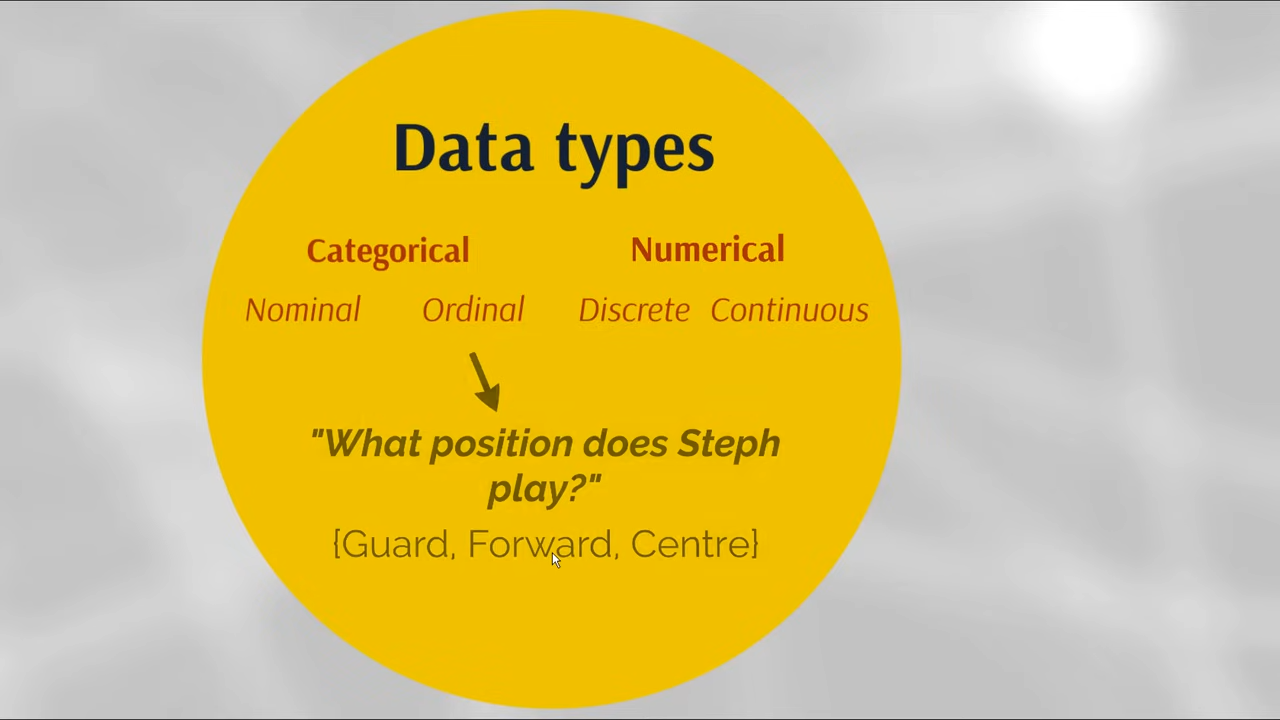 Data types
Categorical Numerical
Nominal Ordinal Discrete Continuous
"What position does Steph
play?"
{Guard, Forward, Centre}